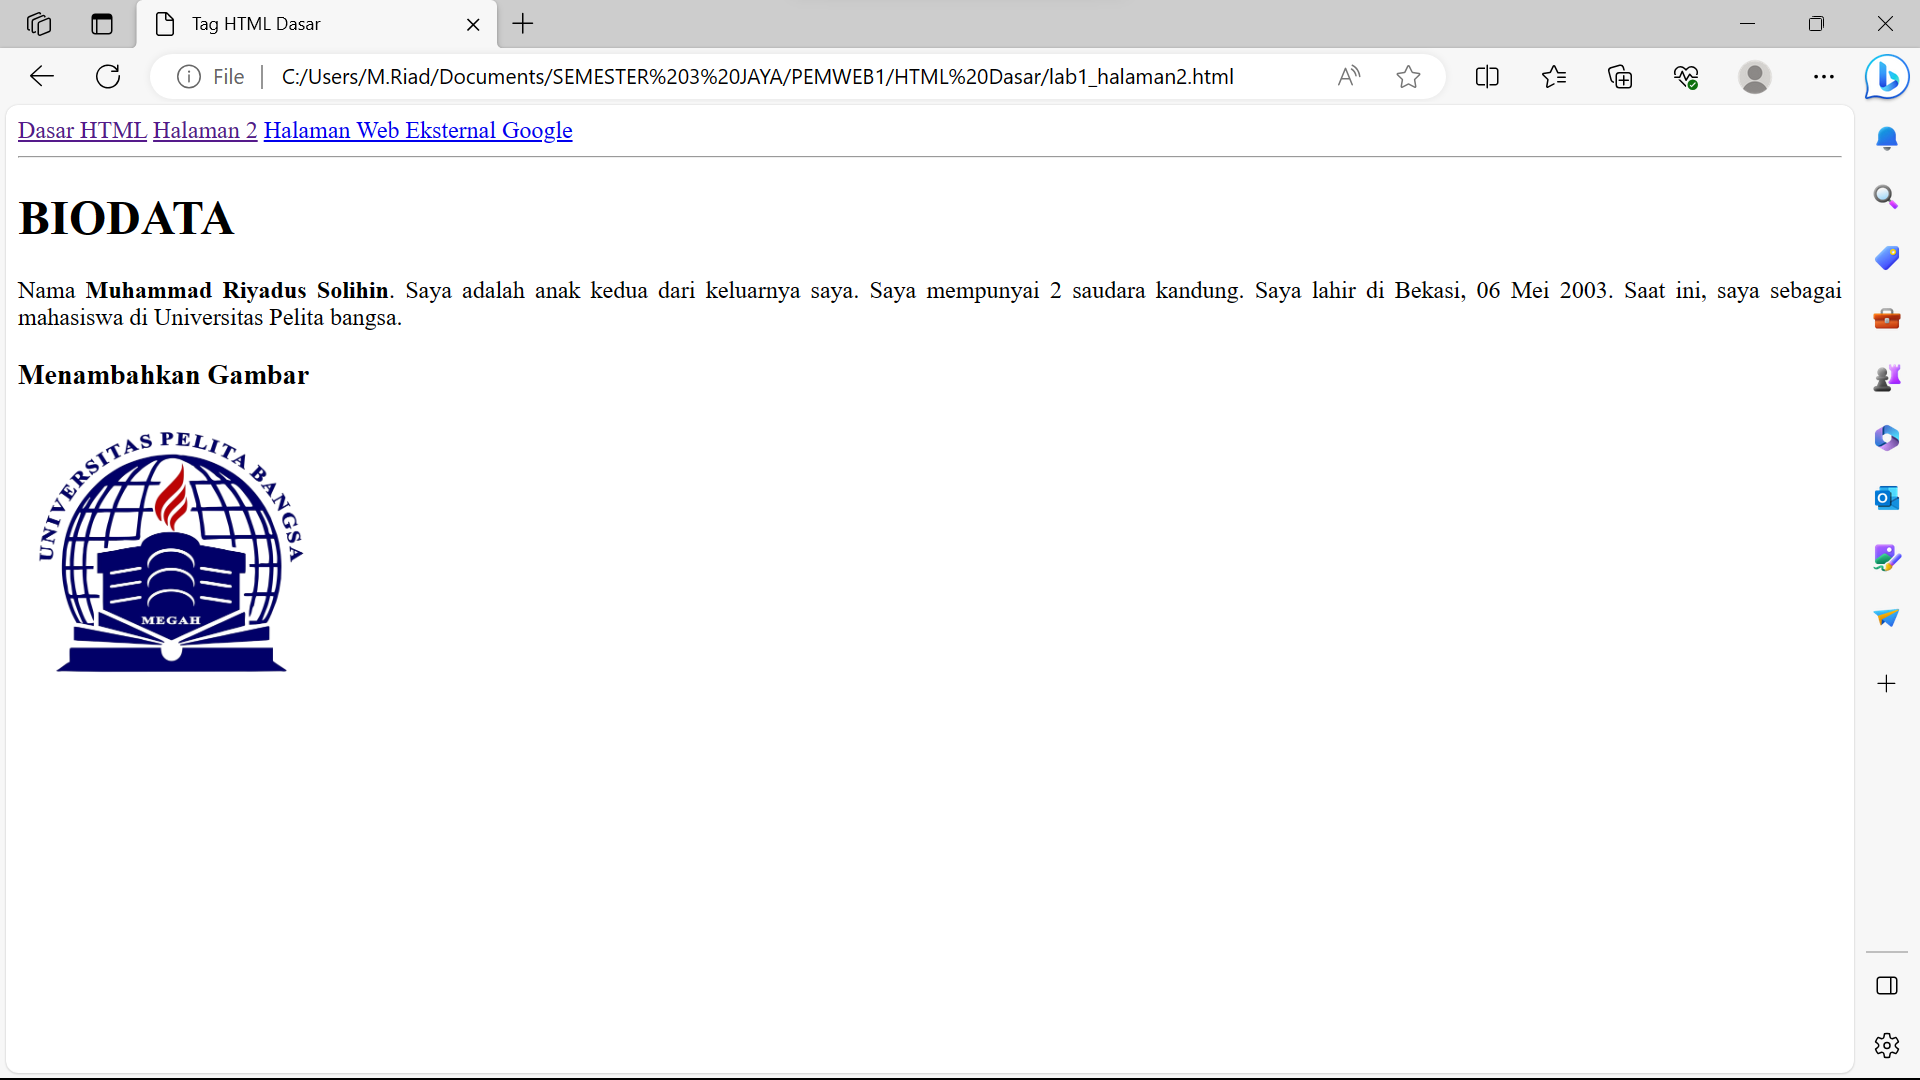 Tag HTML Dasar
File
C:/Users/M.Riad/Documents/SEMESTER%203%20JAYA/PEMWEB1/HTML%20Dasar/lab1_halaman2.html
Dasar HTML Halaman 2 Halaman Web Eksternal Google
BIODATA
Nama Muhammad Riyadus Solihin. Saya adalah anak kedua dari keluarnya saya. Saya mempunyai 2 saudara kandung. Saya lahir di Bekasi, 06 Mei 2003. Saat ini, saya sebagai
mahasiswa di Universitas Pelita bangsa.
Menambahkan Gambar
UNIVERSITAS PELITA BANGSA
MEGAH